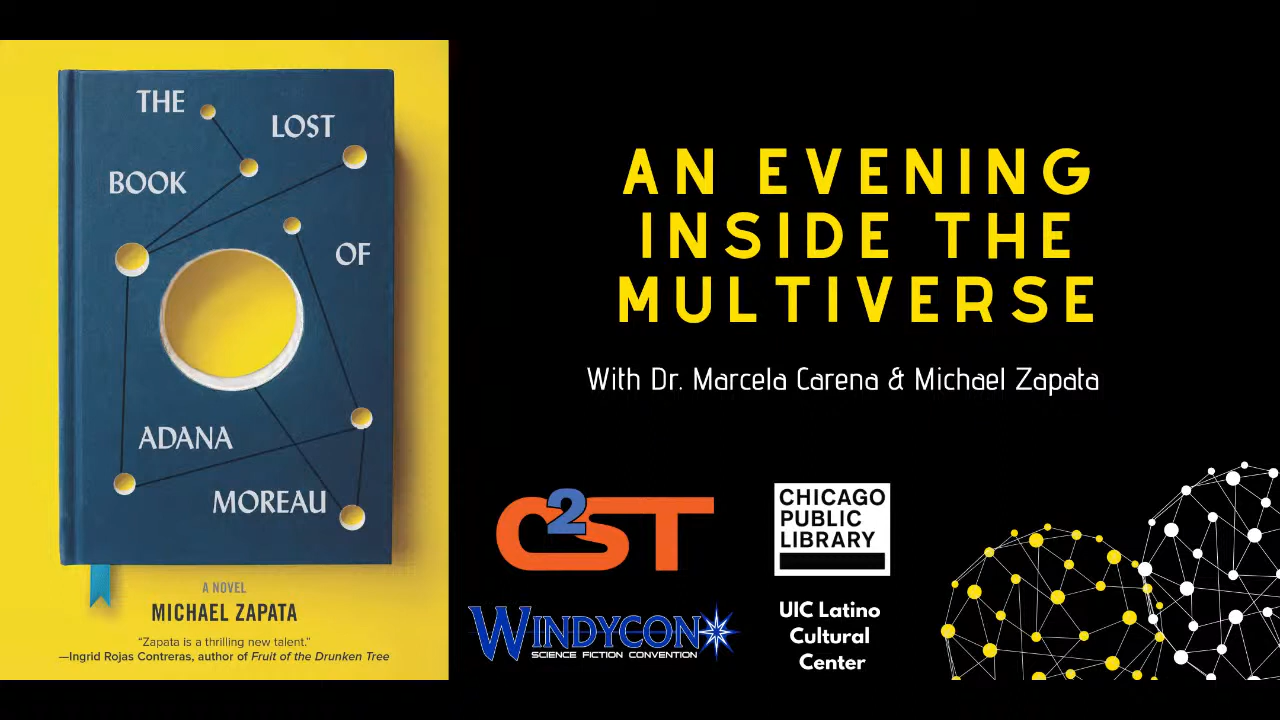 THE
LOST
BOOK
OF
ADANA
MOREAU
A NOVEL
MICHAEL ZAPATA
“Zapata is a thrilling new talent.”
—Ingrid Rojas Contreras, author of Fruit of the Drunken Tree
AN EVENING
INSIDE THE
MULTIVERSE
With Dr. Marcela Carena & Michael Zapata
C2ST
CHICAGO
PUBLIC
LIBRARY
WINDYCON
SCIENCE FICTION CONVENTION
UIC Latino
Cultural
Center